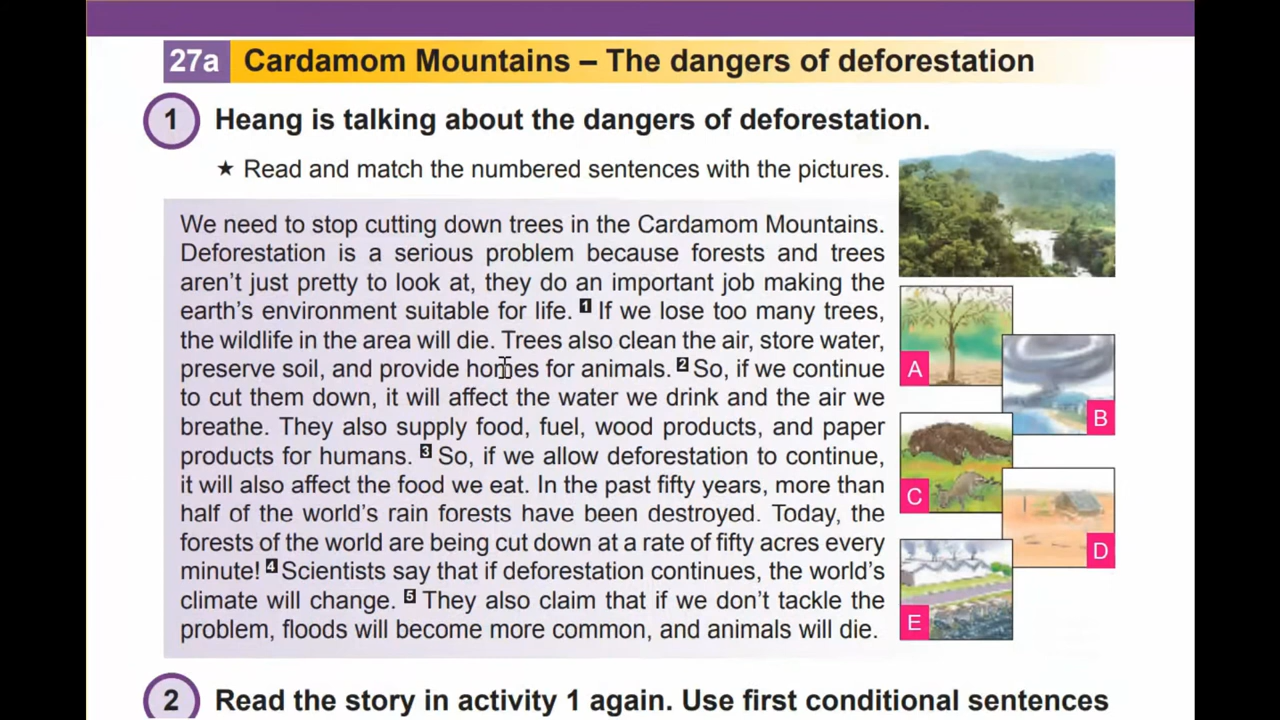 27a Cardamom Mountains – The dangers of deforestation
1 Heang is talking about the dangers of deforestation.
★ Read and match the numbered sentences with the pictures.
We need to stop cutting down trees in the Cardamom Mountains.
Deforestation is a serious problem because forests and trees
aren’t just pretty to look at, they do an important job making the
earth’s environment suitable for life. 1 If we lose too many trees,
the wildlife in the area will die. Trees also clean the air, store water,
preserve soil, and provide homes for animals. 2 So, if we continue
to cut them down, it will affect the water we drink and the air we
breathe. They also supply food, fuel, wood products, and paper
products for humans. 3 So, if we allow deforestation to continue,
it will also affect the food we eat. In the past fifty years, more than
half of the world’s rain forests have been destroyed. Today, the
forests of the world are being cut down at a rate of fifty acres every
minute! 4 Scientists say that if deforestation continues, the world’s
climate will change. 5 They also claim that if we don’t tackle the
problem, floods will become more common, and animals will die.
A
B
C
D
E
2 Read the story in activity 1 again. Use first conditional sentences